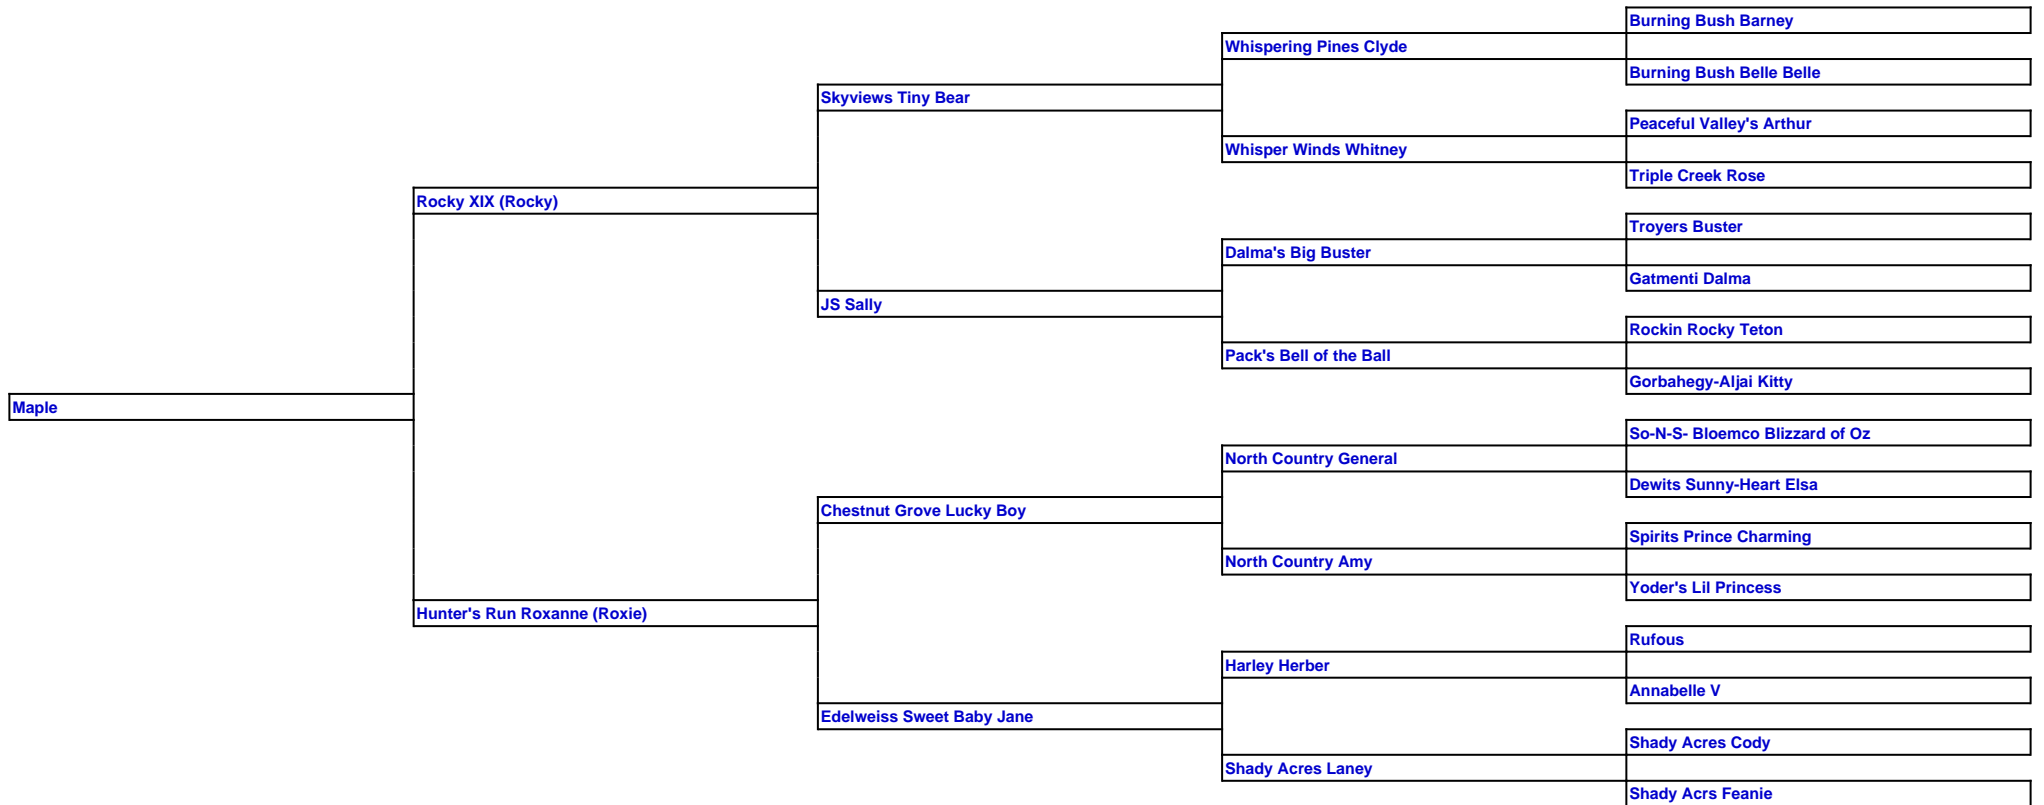 Burning Bush Barney
Whispering Pines Clyde
Burning Bush Belle Belle
Skyviews Tiny Bear
Peaceful Valley's Arthur
Whisper Winds Whitney
Triple Creek Rose
Rocky XIX (Rocky)
Troyers Buster
Dalma's Big Buster
Gatmenti Dalma
JS Sally
Rockin Rocky Teton
Pack's Bell of the Ball
Gorbahegy-Aljai Kitty
Maple
So-N-S- Bloemco Blizzard of Oz
North Country General
Dewits Sunny-Heart Elsa
Chestnut Grove Lucky Boy
Spirits Prince Charming
North Country Amy
Yoder's Lil Princess
Hunter's Run Roxanne (Roxie)
Rufous
Harley Herber
Annabelle V
Edelweiss Sweet Baby Jane
Shady Acres Cody
Shady Acres Laney
Shady Acrs Feanie